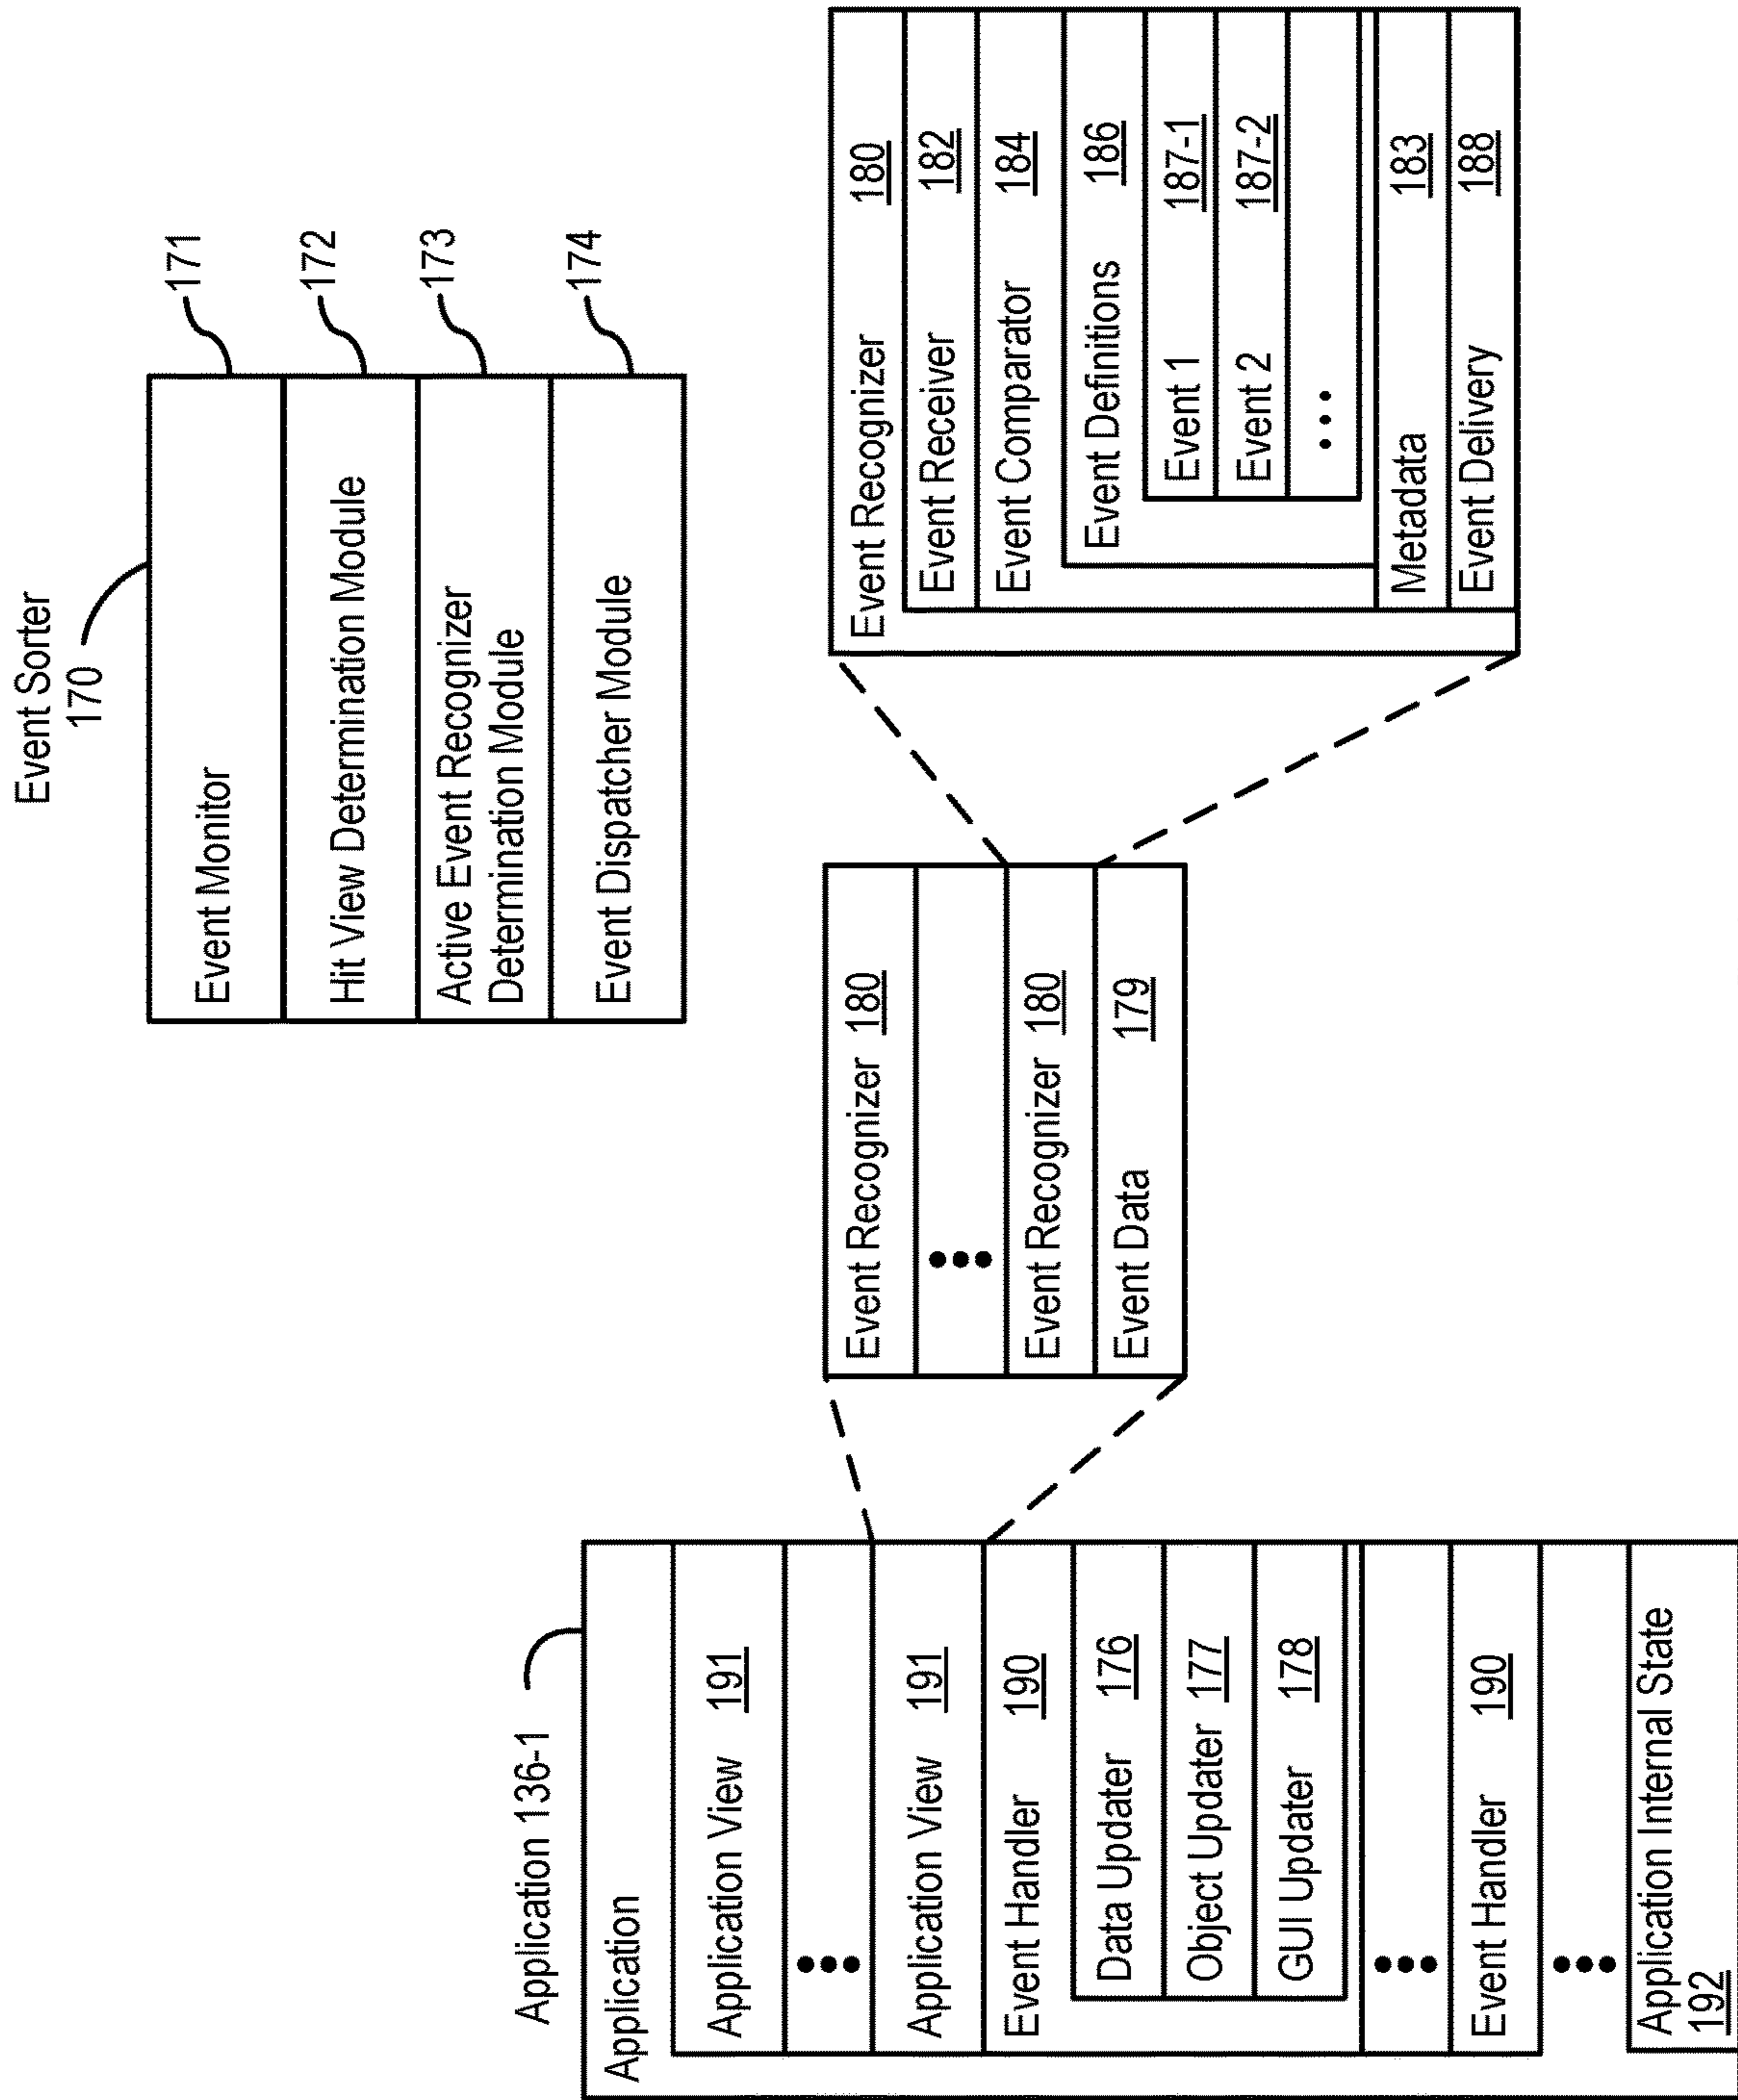 Event Sorter
170
Event Monitor
171
Hit View Determination Module
172
Active Event Recognizer
Determination Module
173
Event Dispatcher Module
174
Application 136-1
Application
Application View 191
•••
Application View 191
Event Handler 190
Data Updater 176
Object Updater 177
GUI Updater 178
•••
Event Handler 190
•••
Application Internal State
192
Event Recognizer 180
•••
Event Recognizer 180
Event Data 179
Event Recognizer 180
Event Receiver 182
Event Comparator 184
Event Definitions 186
Event 1 187-1
Event 2 187-2
•••
Metadata 183
Event Delivery 188